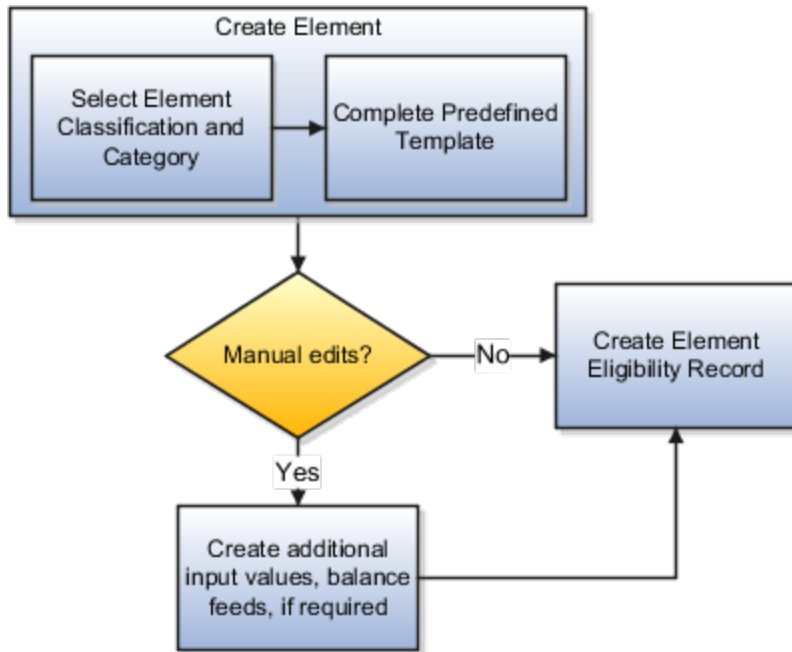 Create Element
Select Element
Classification and
Category
Complete Predefined
Template
Manual edits?
No
Create Element
Eligibility Record
Yes
Create additional
input values, balance
feeds, if required